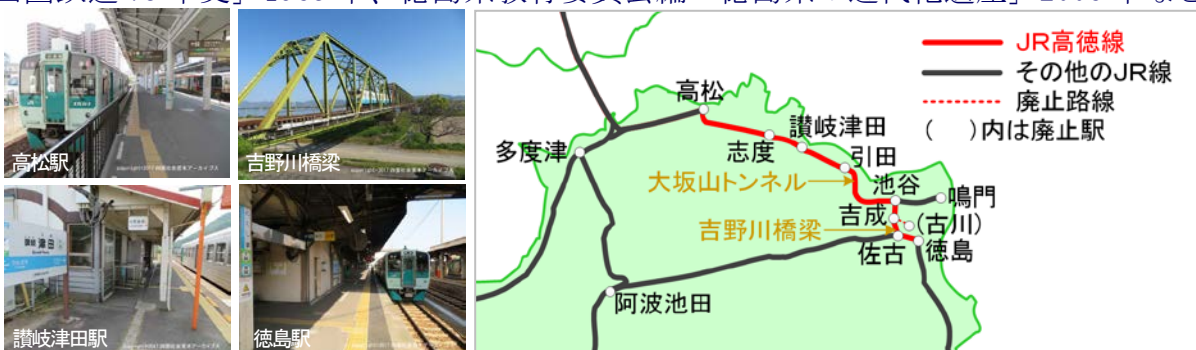 高松駅
吉野川橋梁
讃岐津田駅
徳島駅
JR高徳線
その他のJR線
廃止路線
( )内は廃止駅
高松
讃岐津田
多度津
志度
引田
大坂山トンネル
池谷
鳴門
吉成
(古川)
吉野川橋梁
佐古
徳島
阿波池田